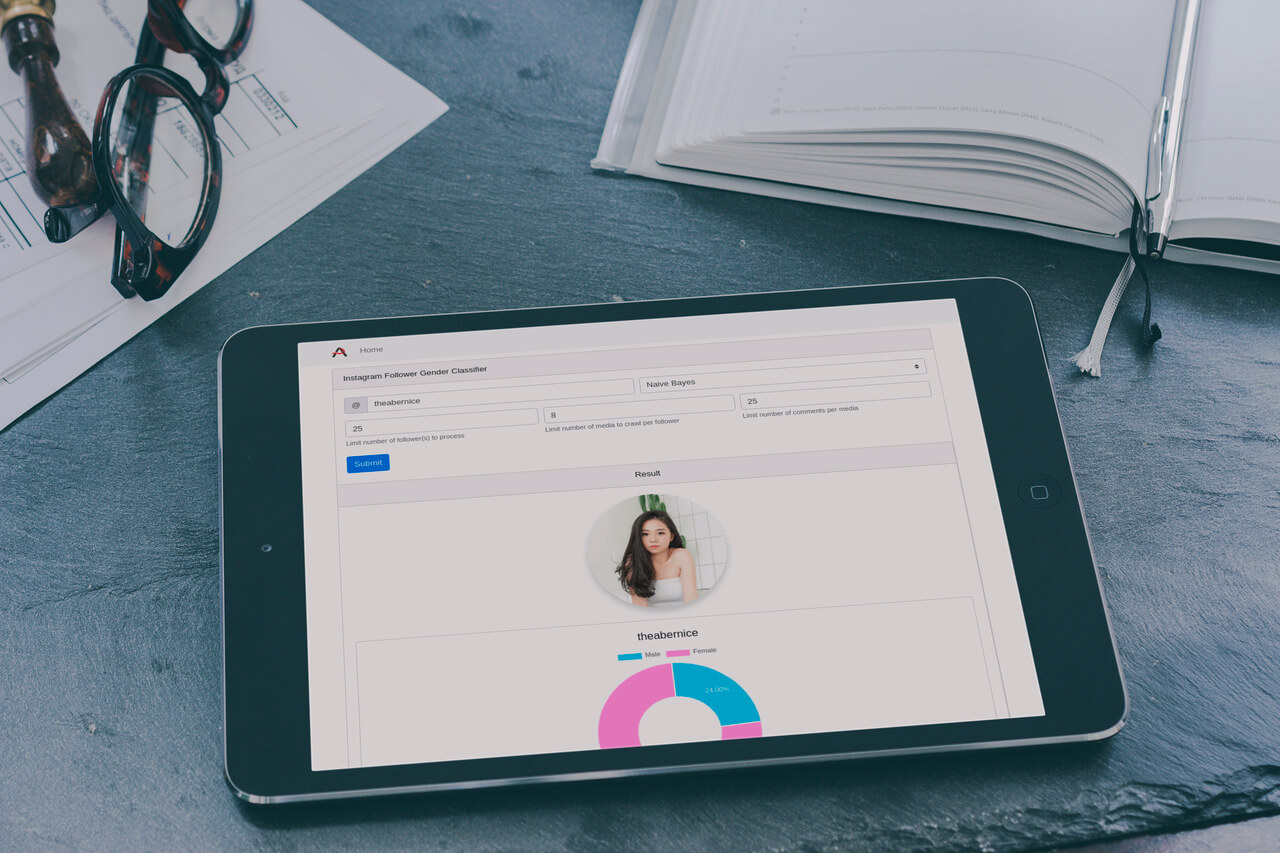 0330212
Home
Instagram Follower Gender Classifier
@ theabernice
Naive Bayes
25
8
25
Limit number of follower(s) to process
Limit number of media to crawl per follower
Limit number of comments per media
Submit
Result
theabernice
Male Female
24.00%